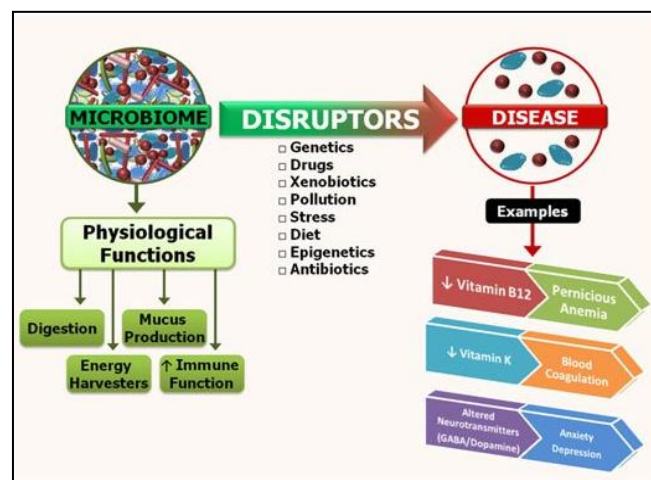 MICROBIOME
DISRUPTORS
DISEASE
□ Genetics
□ Drugs
□ Xenobiotics
□ Pollution
□ Stress
□ Diet
□ Epigenetics
□ Antibiotics
Physiological
Functions
Digestion
Mucus
Production
Energy
Harvesters
↑ Immune
Function
Examples
↓ Vitamin B12
Pernicious
Anemia
↓ Vitamin K
Blood
Coagulation
Altered
Neurotransmitters
(GABA/Dopamine)
Anxiety
Depression